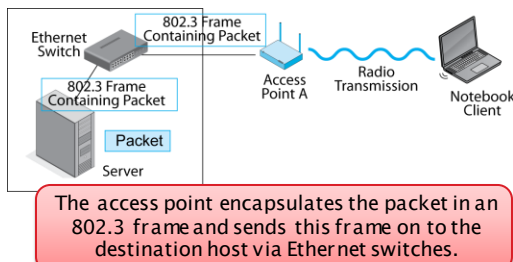 802.3 Frame
Containing Packet
Ethernet
Switch
802.3 Frame
Containing Packet
Access
Point A
Radio
Transmission
Notebook
Client
Packet
Server
The access point encapsulates the packet in an
802.3 frame and sends this frame on to the
destination host via Ethernet switches.